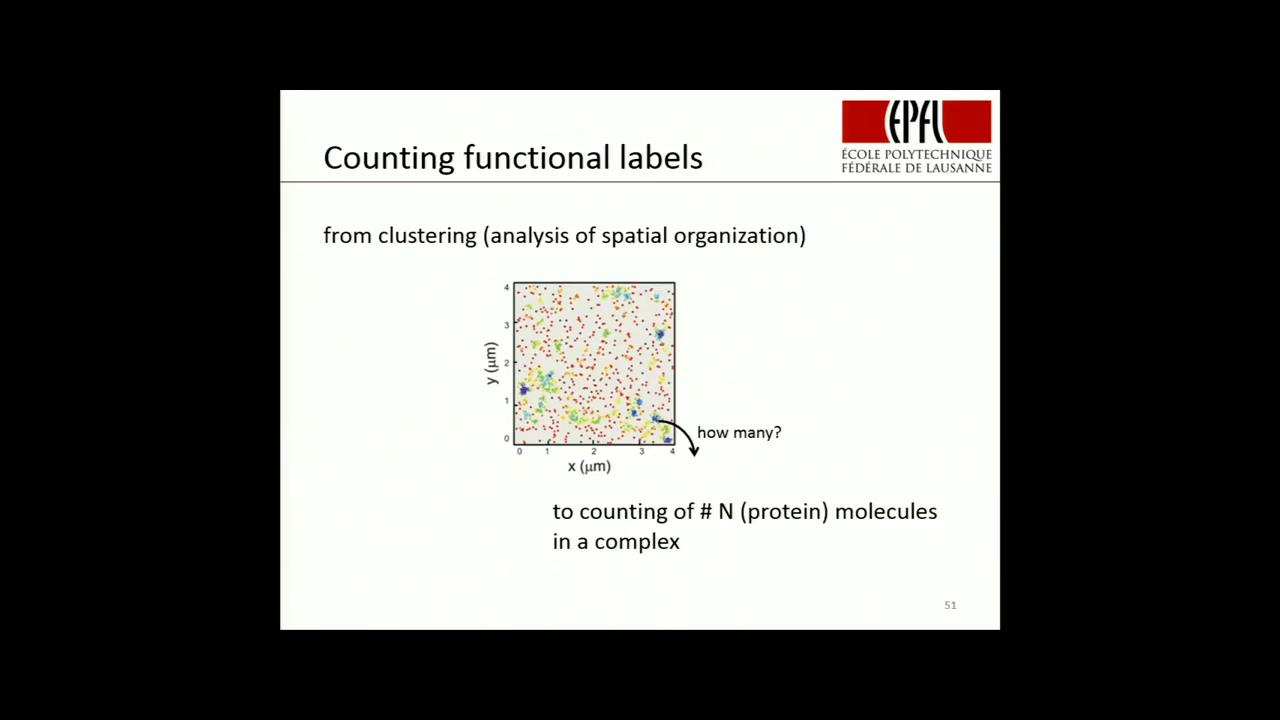 EPFL
ÉCOLE POLYTECHNIQUE
FÉDÉRALE DE LAUSANNE
Counting functional labels
from clustering (analysis of spatial organization)
4
3
2
1
0
y (μm)
0 1 2 3 4
x (μm)
how many?
to counting of # N (protein) molecules
in a complex
51